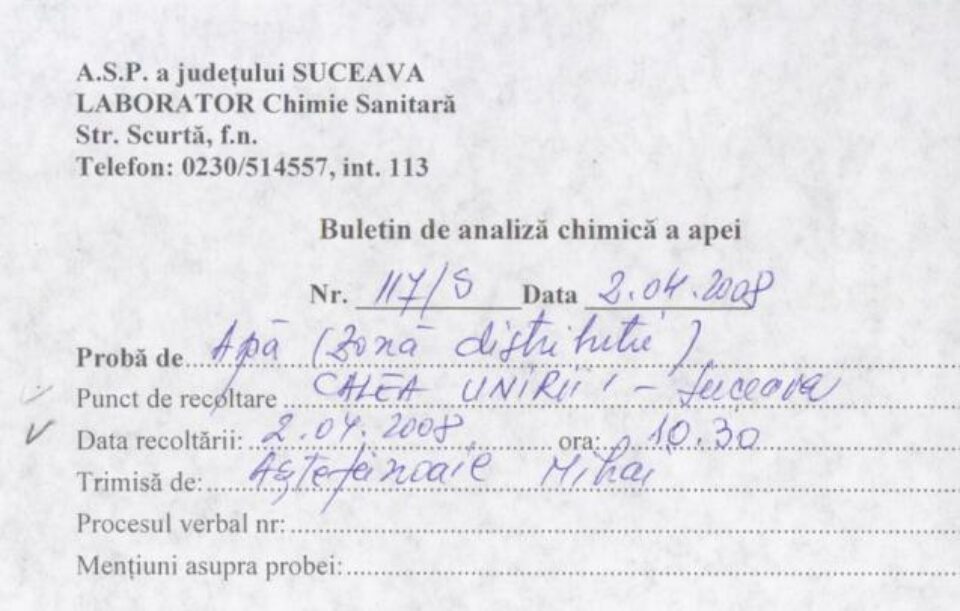 A.S.P. a județului SUCEAVA
LABORATOR Chimie Sanitară
Str. Scurtă, f.n.
Telefon: 0230/514557, int. 113
Buletin de analiză chimică a apei
Nr. 117/S Data 2.04.2008
Probă de Apă (Zonă distributie)
Punct de recoltare CALEA UNIRII - Suceava
Data recoltării: 2.04.2008 ora: 10.30
Trimisă de: Aștefănoaie Mihai
Procesul verbal nr:
Mențiuni asupra probei: